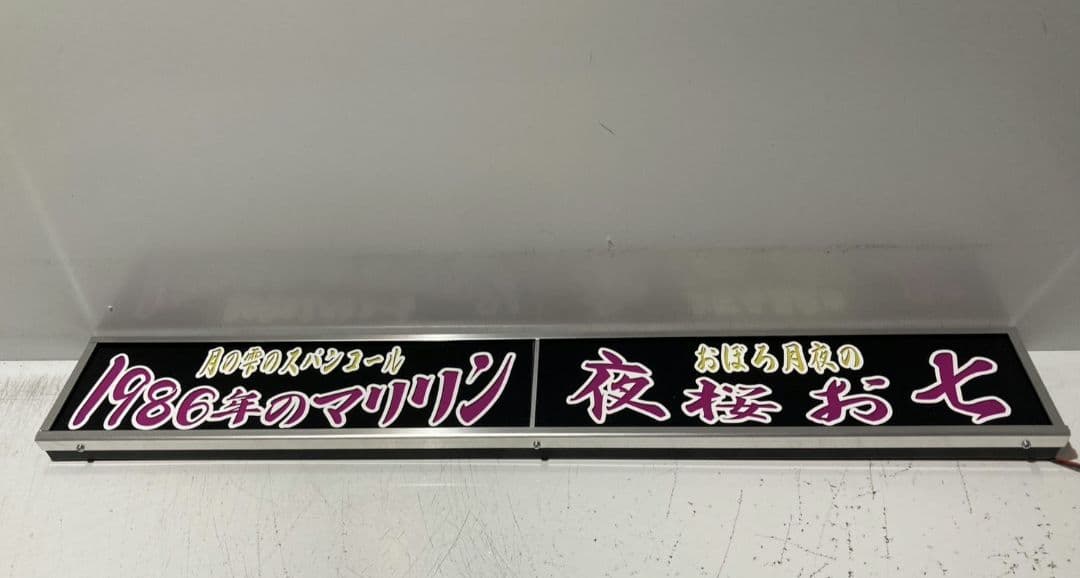 月の雫のスパンコール
1986年のマリリン
おぼろ月夜の
夜桜お七